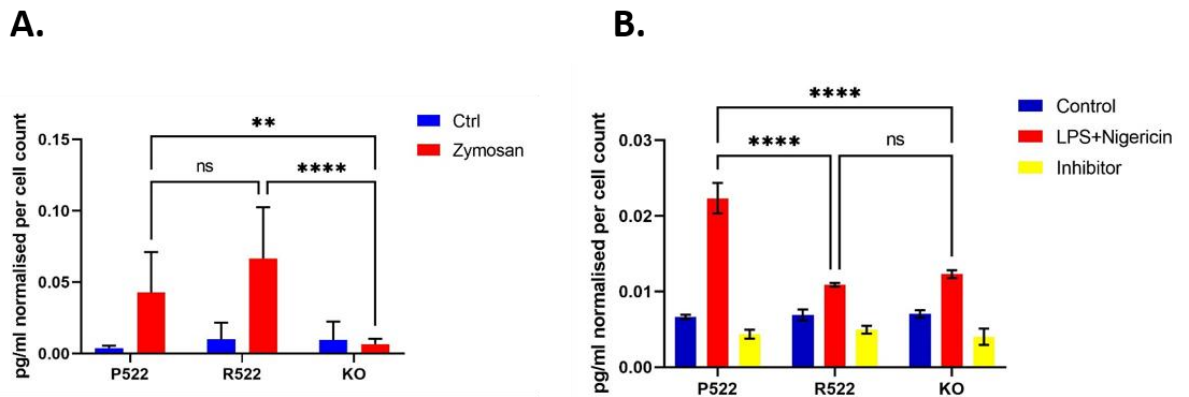 A.
Ctrl
Zymosan
**
ns
****
0.15
0.10
0.05
0.00
pg/ml normalised per cell count
P522
R522
KO
B.
Control
LPS+Nigericin
Inhibitor
****
****
ns
0.03
0.02
0.01
0.00
pg/ml normalised per cell count
P522
R522
KO